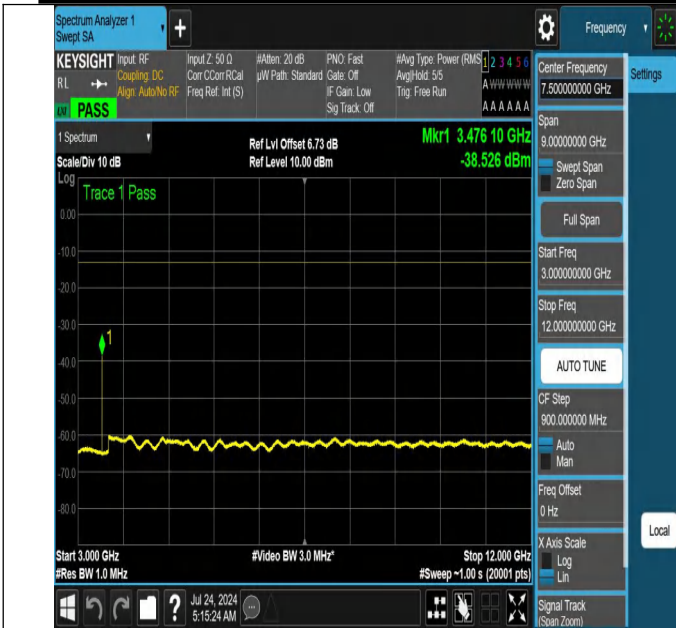 Spectrum Analyzer 1
Swept SA
+
Frequency
KEYSIGHT
RL
PASS
Input: RF
Coupling: DC
Align: Auto/No RF
Input Z: 50 Ω
Corr CCorr RCal
Freq Ref: Int (S)
#Atten: 20 dB
µW Path: Standard
PNO: Fast
Gate: Off
IF Gain: Low
Sig Track: Off
#Avg Type: Power (RMS
Avg|Hold: 5/5
Trig: Free Run
1 2 3 4 5 6
A W W W W W
A A A A A A
1 Spectrum
Scale/Div 10 dB
Ref Lvl Offset 6.73 dB
Ref Level 10.00 dBm
Mkr1 3.476 10 GHz
-38.526 dBm
Log
Trace 1 Pass
0.00
-10.0
-20.0
-30.0
1
-40.0
-50.0
-60.0
-70.0
-80.0
Start 3.000 GHz
#Res BW 1.0 MHz
#Video BW 3.0 MHz*
Stop 12.000 GHz
#Sweep ~1.00 s (20001 pts)
?
Jul 24, 2024
5:15:24 AM
Center Frequency
7.500000000 GHz
Settings
Span
9.00000000 GHz
Swept Span
Zero Span
Full Span
Start Freq
3.000000000 GHz
Stop Freq
12.000000000 GHz
AUTO TUNE
CF Step
900.000000 MHz
Auto
Man
Freq Offset
0 Hz
Local
X Axis Scale
Log
Lin
Signal Track
(Span Zoom)